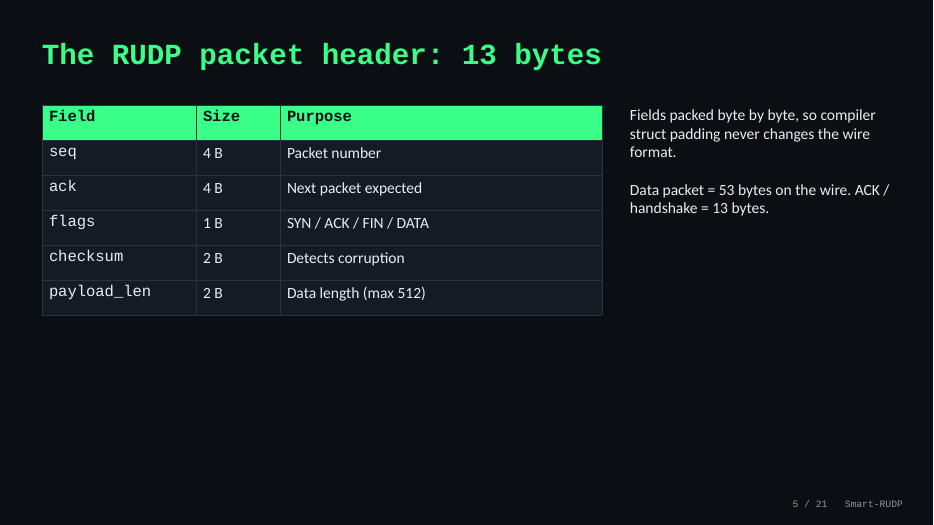 The RUDP packet header: 13 bytes
Field Size Purpose
seq 4 B Packet number
ack 4 B Next packet expected
flags 1 B SYN / ACK / FIN / DATA
checksum 2 B Detects corruption
payload_len 2 B Data length (max 512)
Fields packed byte by byte, so compiler
struct padding never changes the wire
format.
Data packet = 53 bytes on the wire. ACK /
handshake = 13 bytes.
5 / 21 Smart-RUDP